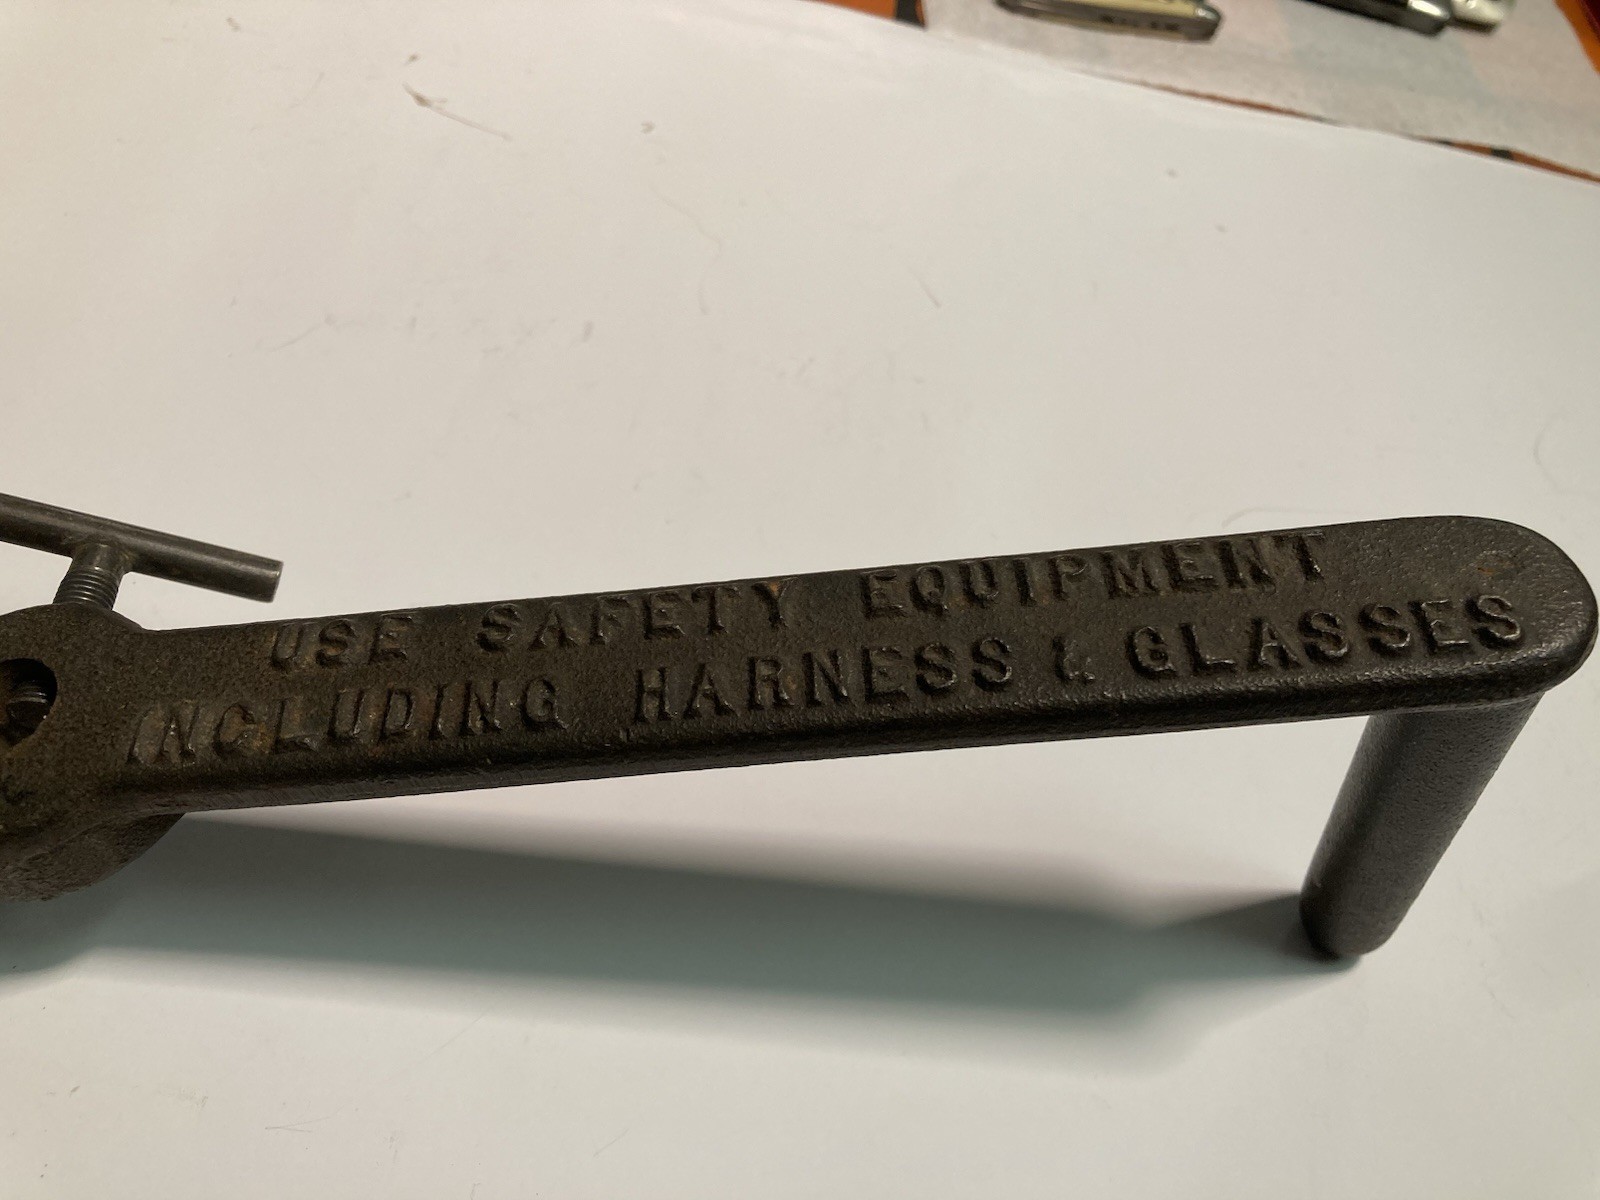 USE SAFETY EQUIPMENT
INCLUDING HARNESS & GLASSES